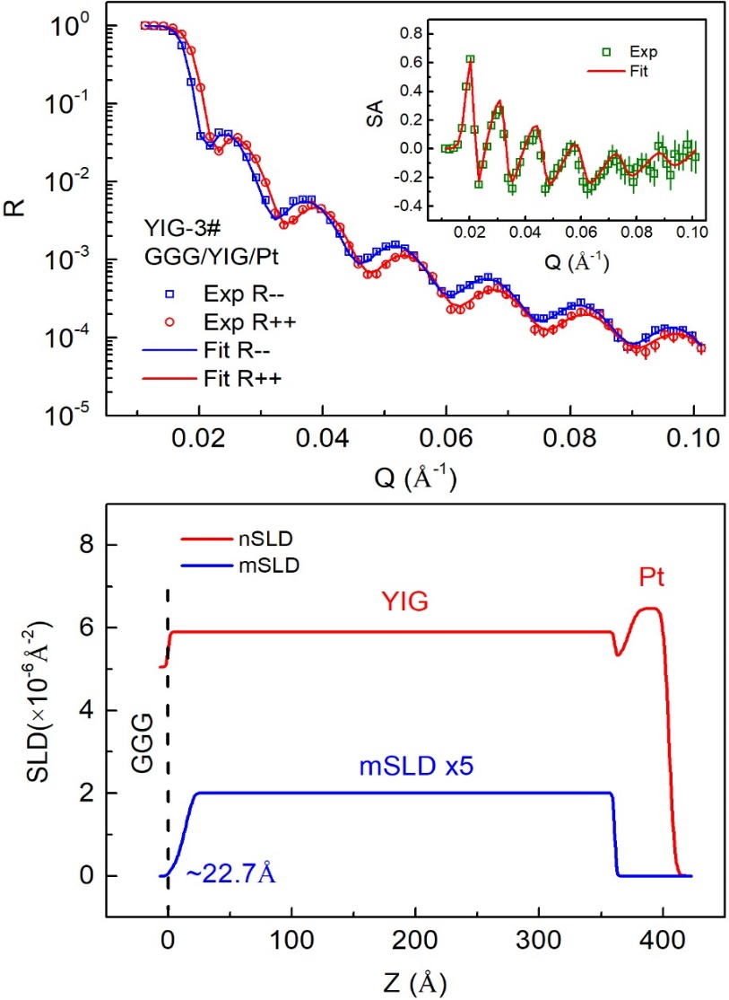 10⁰
10⁻¹
10⁻²
10⁻³
10⁻⁴
10⁻⁵
R
YIG-3#
GGG/YIG/Pt
Exp R--
Exp R++
Fit R--
Fit R++
0.02 0.04 0.06 0.08 0.10
Q (Å⁻¹)
0.8
0.6
0.4
0.2
0.0
-0.2
-0.4
SA
Exp
Fit
0.02 0.04 0.06 0.08 0.10
Q (Å⁻¹)
8
6
4
2
0
SLD(×10⁻⁶Å⁻²)
nSLD
mSLD
YIG
Pt
GGG
mSLD x5
~22.7Å
0 100 200 300 400
Z (Å)